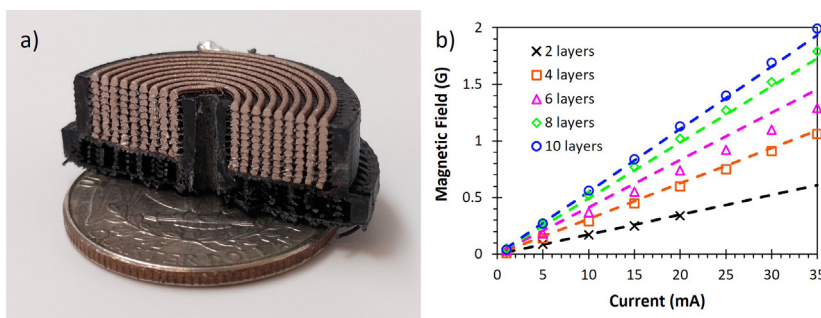 a)
b)
2 layers
4 layers
6 layers
8 layers
10 layers
Magnetic Field (G)
2
1.5
1
0.5
0
0
5
10
15
20
25
30
35
Current (mA)